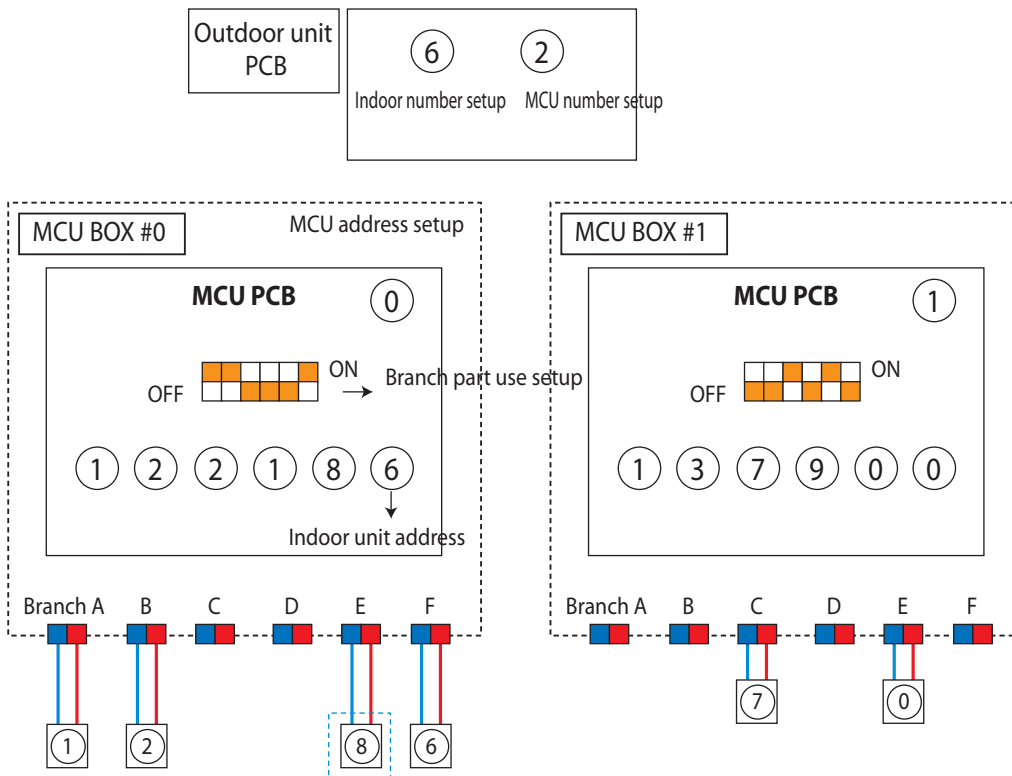 Outdoor unit
PCB
6 2
Indoor number setup MCU number setup
MCU BOX #0 MCU address setup
MCU PCB 0
ON
OFF Branch part use setup
1 2 2 1 8 6
Indoor unit address
Branch A B C D E F
1 2 8 6
MCU BOX #1
MCU PCB 1
ON
OFF
1 3 7 9 0 0
Branch A B C D E F
7 0